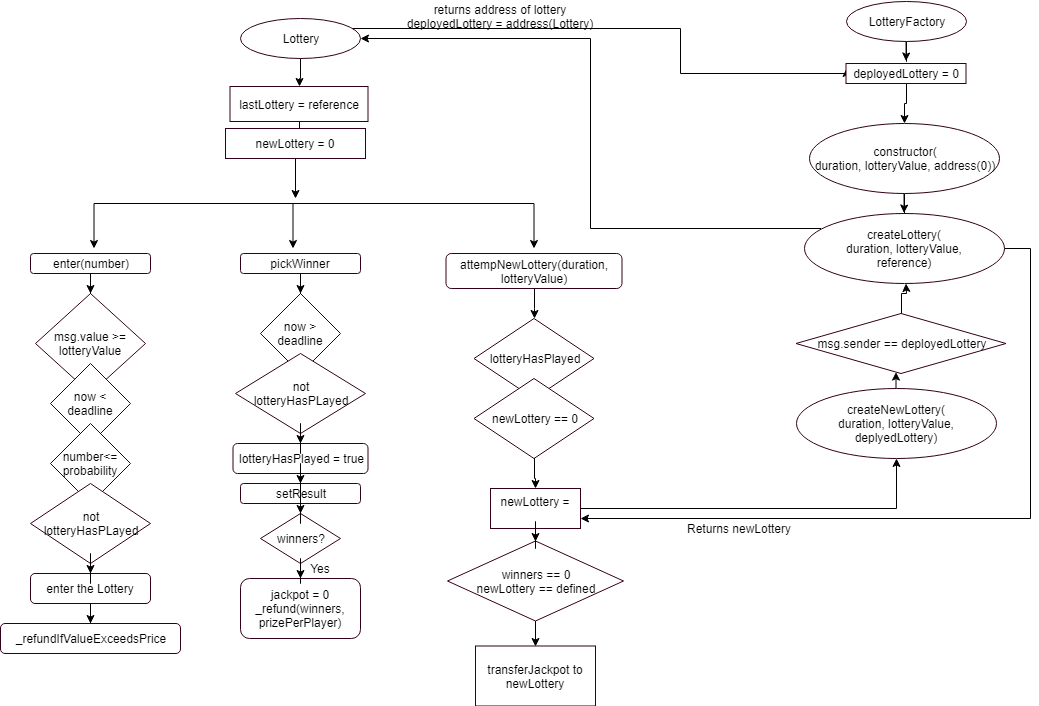 returns address of lottery
deployedLottery = address(Lottery)
LotteryFactory
Lottery
deployedLottery = 0
lastLottery = reference
newLottery = 0
constructor(
duration, lotteryValue, address(0))
createLottery(
duration, lotteryValue,
reference)
enter(number)
pickWinner
attempNewLottery(duration,
lotteryValue)
msg.value >=
lotteryValue
now >
deadline
lotteryHasPlayed
msg.sender == deployedLottery
now <
deadline
not
lotteryHasPLayed
newLottery == 0
createNewLottery(
duration, lotteryValue,
deplyedLottery)
number<=
probability
lotteryHasPlayed = true
setResult
newLottery =
Returns newLottery
not
lotteryHasPLayed
winners?
Yes
enter the Lottery
jackpot = 0
_refund(winners,
prizePerPlayer)
winners == 0
newLottery == defined
_refundIfValueExceedsPrice
transferJackpot to
newLottery